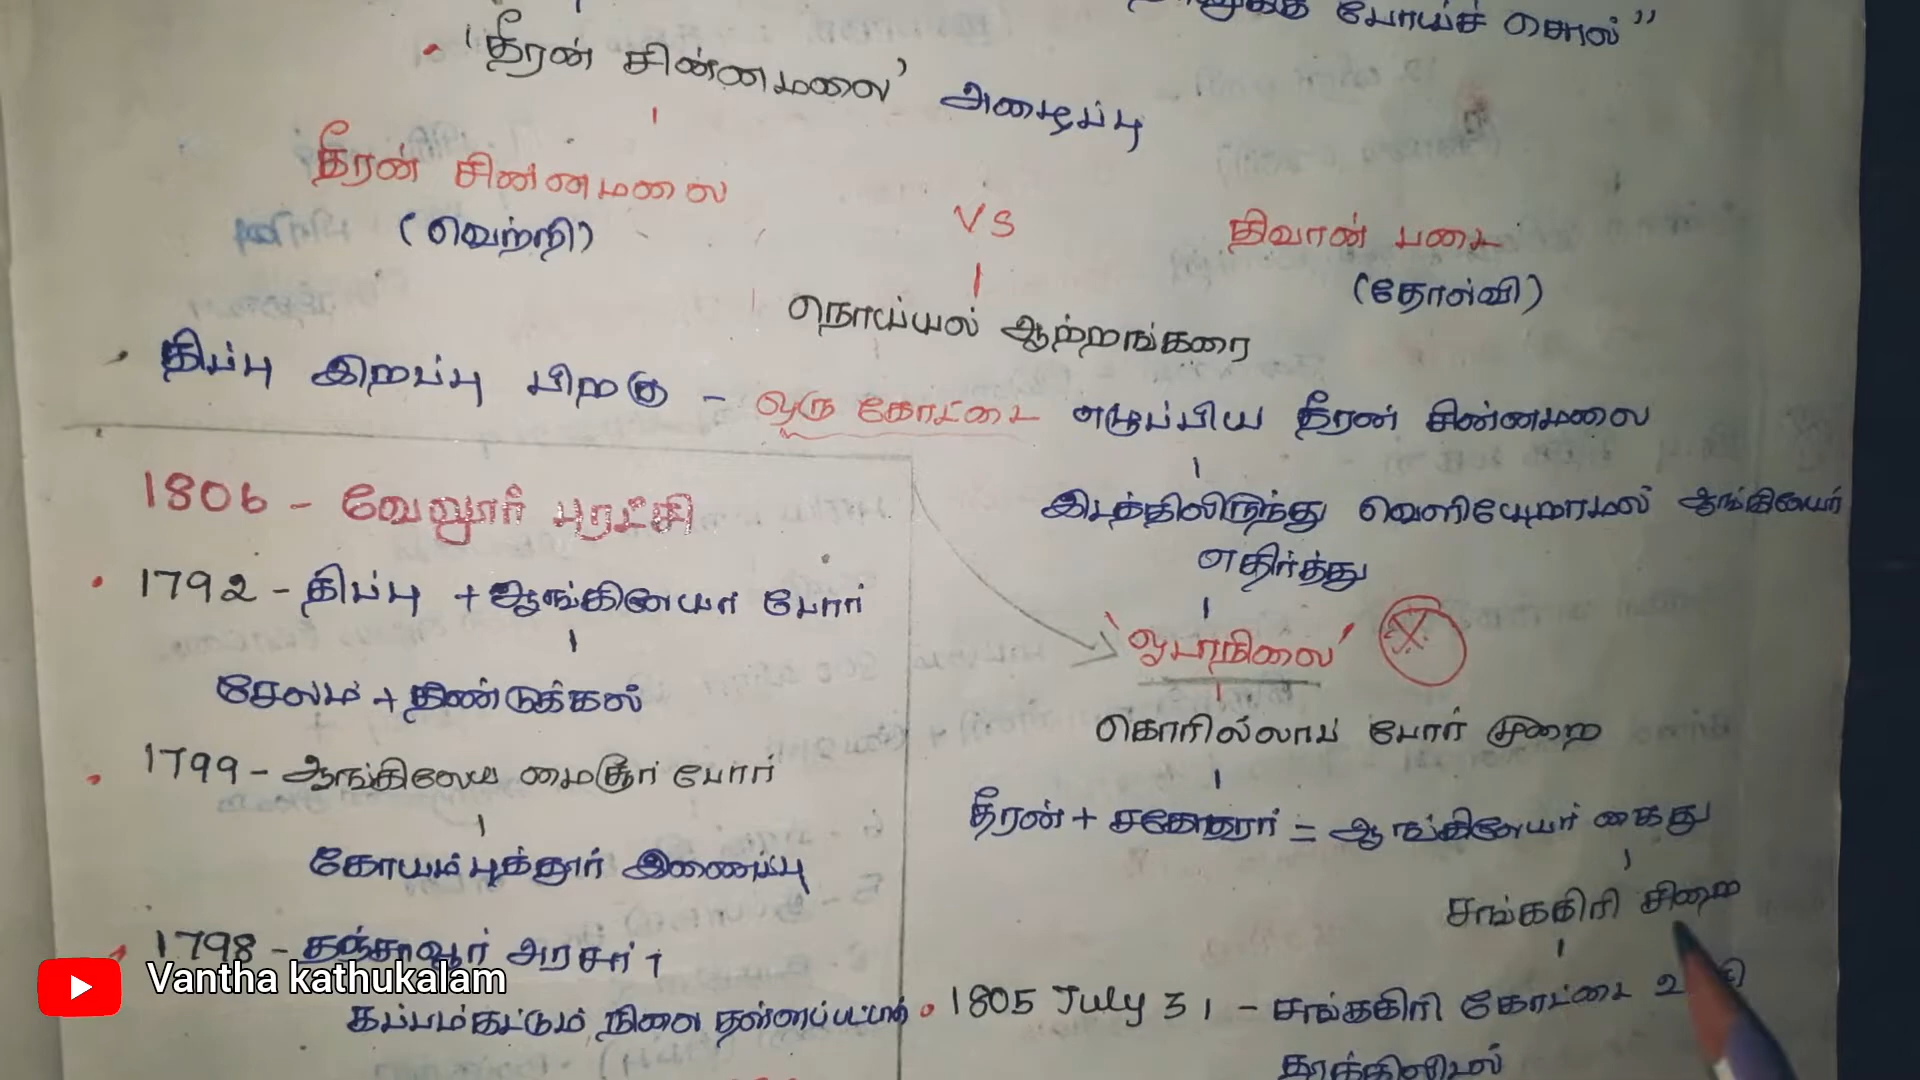 போய்ச் சொல்"
• 'தீரன் சின்னமலை' அழைப்பு
தீரன் சின்னமலை VS திவான் படை
(வெற்றி) (தோல்வி)
நொய்யல் ஆற்றங்கரை
• திப்பு இறப்பு பிறகு - ஒரு கோட்டை எழுப்பிய தீரன் சின்னமலை
இடத்திலிருந்து வெளியேறாமல் ஆங்கிலேயர்
எதிர்த்து
'ஓடாநிலை'
கொரில்லாப் போர் முறை
தீரன் + சகோதரர் = ஆங்கிலேயர் கைது
சங்ககிரி சிறை
• 1805 July 31 - சங்ககிரி கோட்டை
தூக்கிலிடல்
1806 - வேலூர் புரட்சி
• 1792 - திப்பு + ஆங்கிலேயர் போர்
சேலம் + திண்டுக்கல்
• 1799 - ஆங்கிலேய மைசூர் போர்
கோயம்புத்தூர் இணைப்பு
1798 - தஞ்சாவூர் அரசர்
கப்பம்கட்டும் நிலை தள்ளப்பட்டார்
Vantha kathukalam